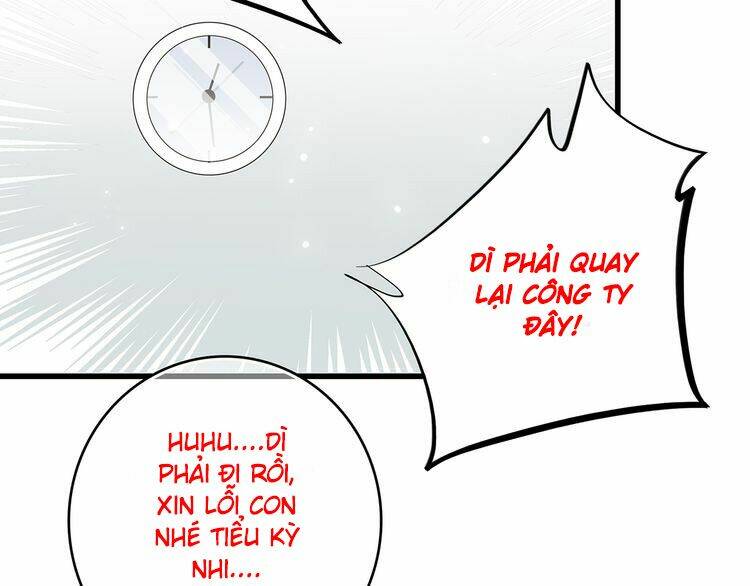 DÌ PHẢI QUAY
LẠI CÔNG TY
ĐÂY!
HUHU....DÌ
PHẢI ĐI RỒI,
XIN LỖI CON
NHÉ TIỂU KỲ
NHI....